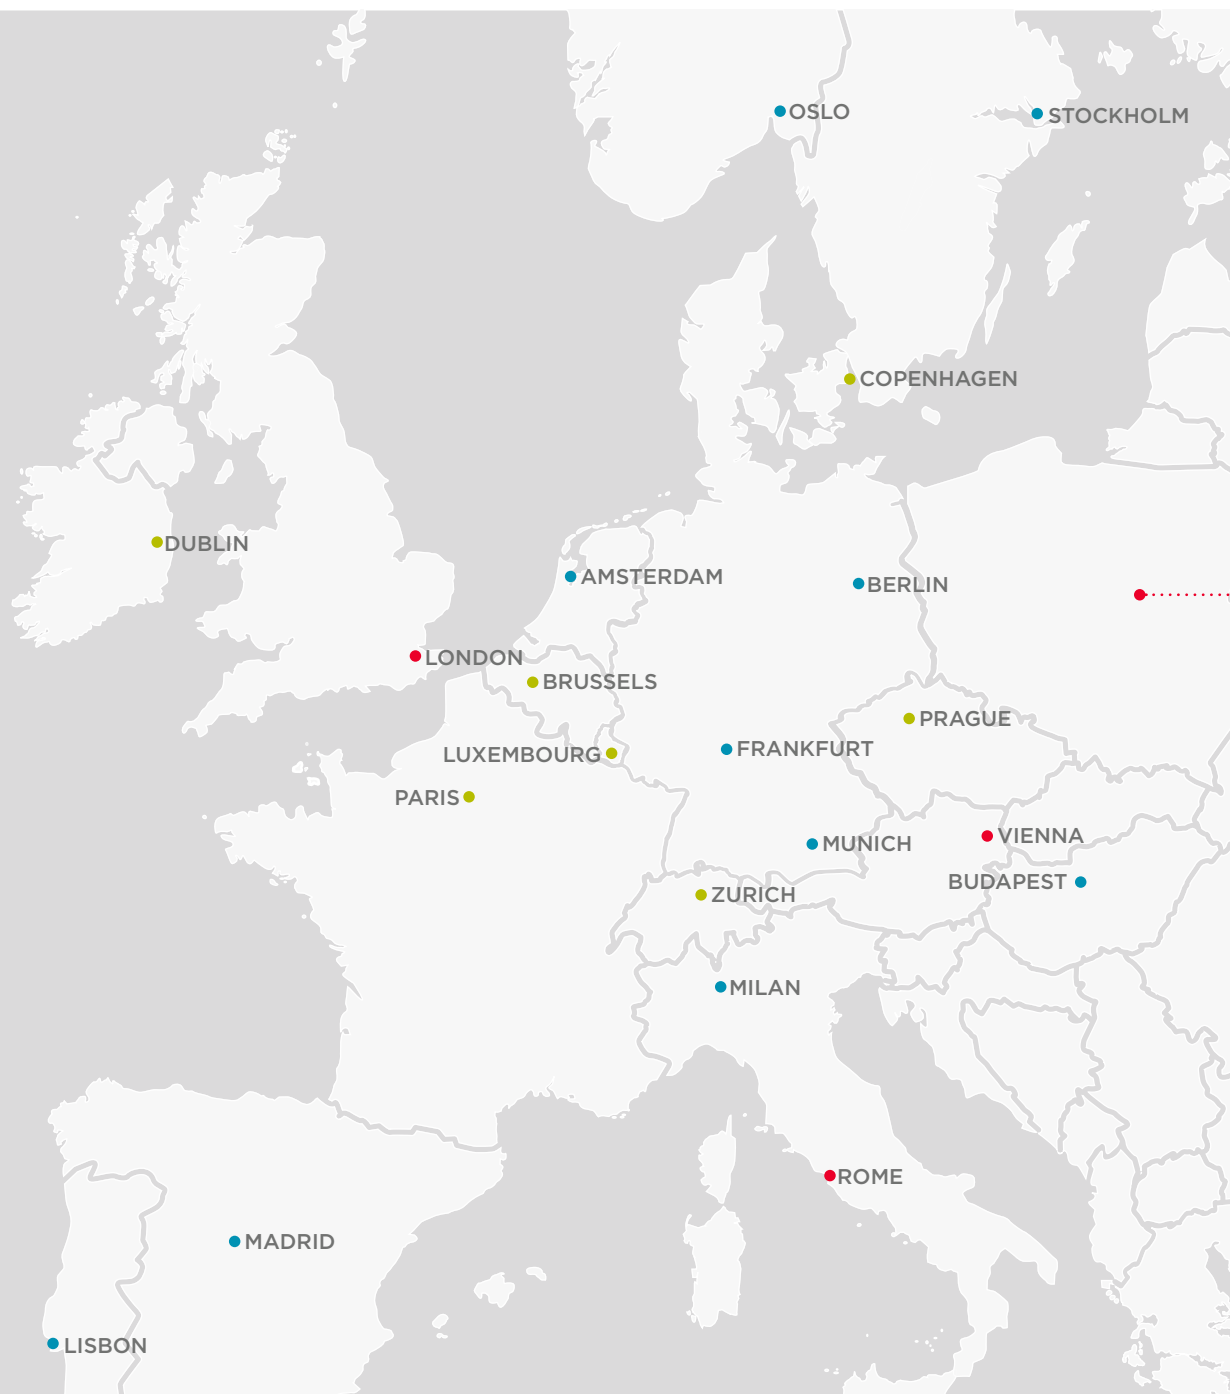 OSLO
STOCKHOLM
COPENHAGEN
DUBLIN
AMSTERDAM
BERLIN
LONDON
BRUSSELS
PRAGUE
LUXEMBOURG
FRANKFURT
PARIS
VIENNA
MUNICH
BUDAPEST
ZURICH
MILAN
ROME
MADRID
LISBON